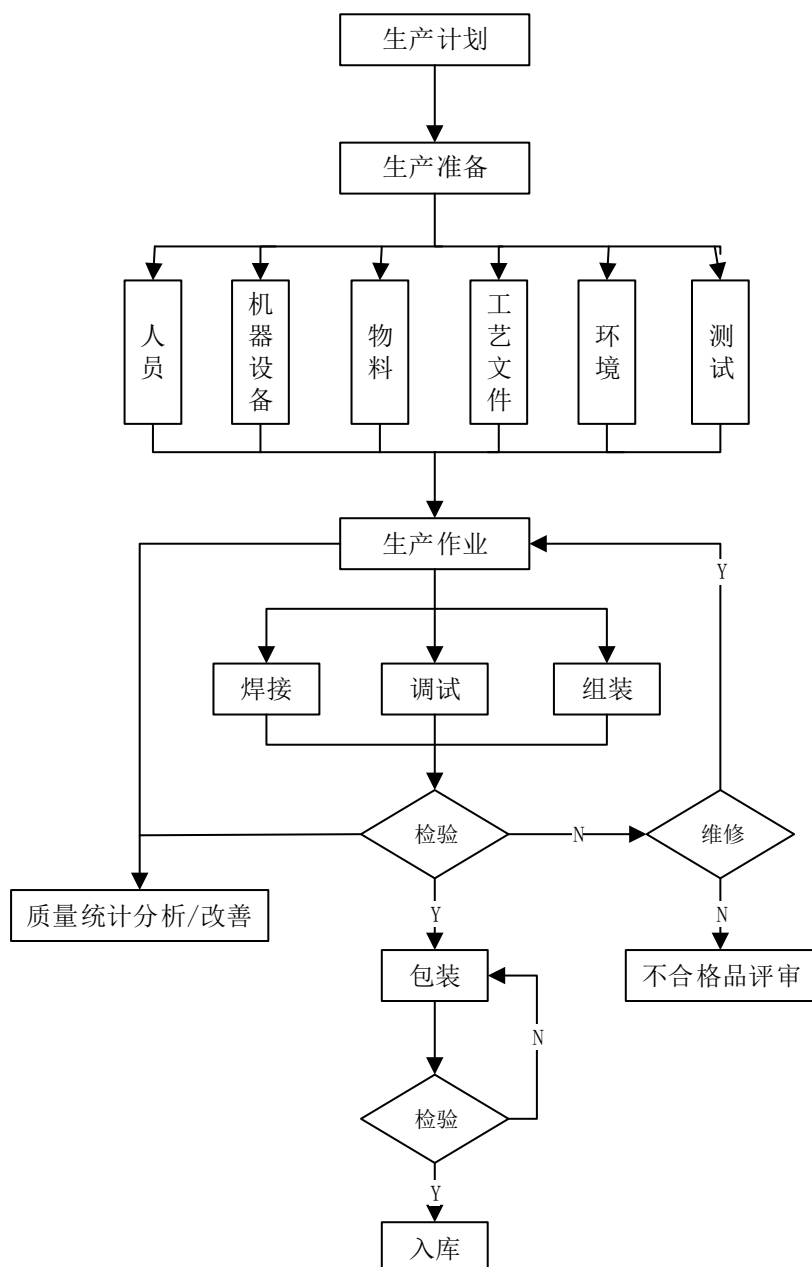 生产计划
生产准备
人员
机器设备
物料
工艺文件
环境
测试
生产作业
Y
焊接
调试
组装
检验
N
维修
质量统计分析/改善
Y
N
包装
不合格品评审
N
检验
Y
入库